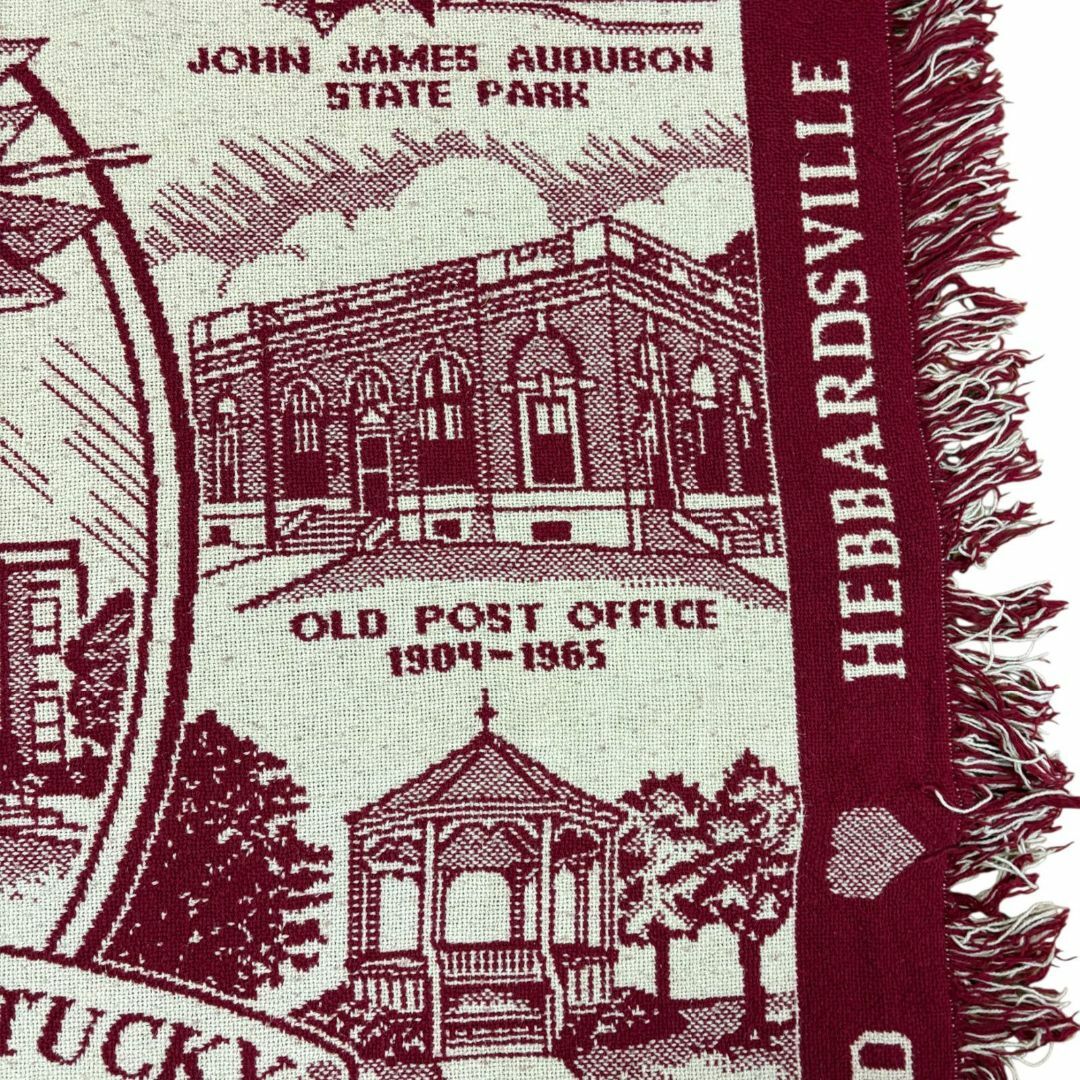 JOHN JAMES AUDUBON
STATE PARK
OLD POST OFFICE
1904-1965
HEBBARDSVILLE